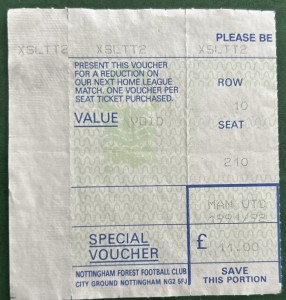 PLEASE BE
XSLTT2 XSLTT2 XSLTT2
PRESENT THIS VOUCHER
FOR A REDUCTION ON
OUR NEXT HOME LEAGUE
MATCH. ONE VOUCHER PER
SEAT TICKET PURCHASED.
ROW
10
VALUE VOID
SEAT
210
MAN UTD
SPECIAL
VOUCHER
£ 11.00
NOTTINGHAM FOREST FOOTBALL CLUB
CITY GROUND NOTTINGHAM NG2 5FJ
SAVE
THIS PORTION